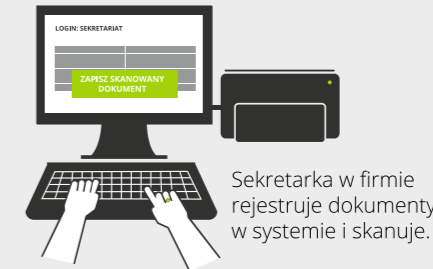 LOGIN: SEKRETARIAT
ZAPISZ SKANOWANY
DOKUMENT
Sekretarka w firmie
rejestruje dokumenty
w systemie i skanuje.